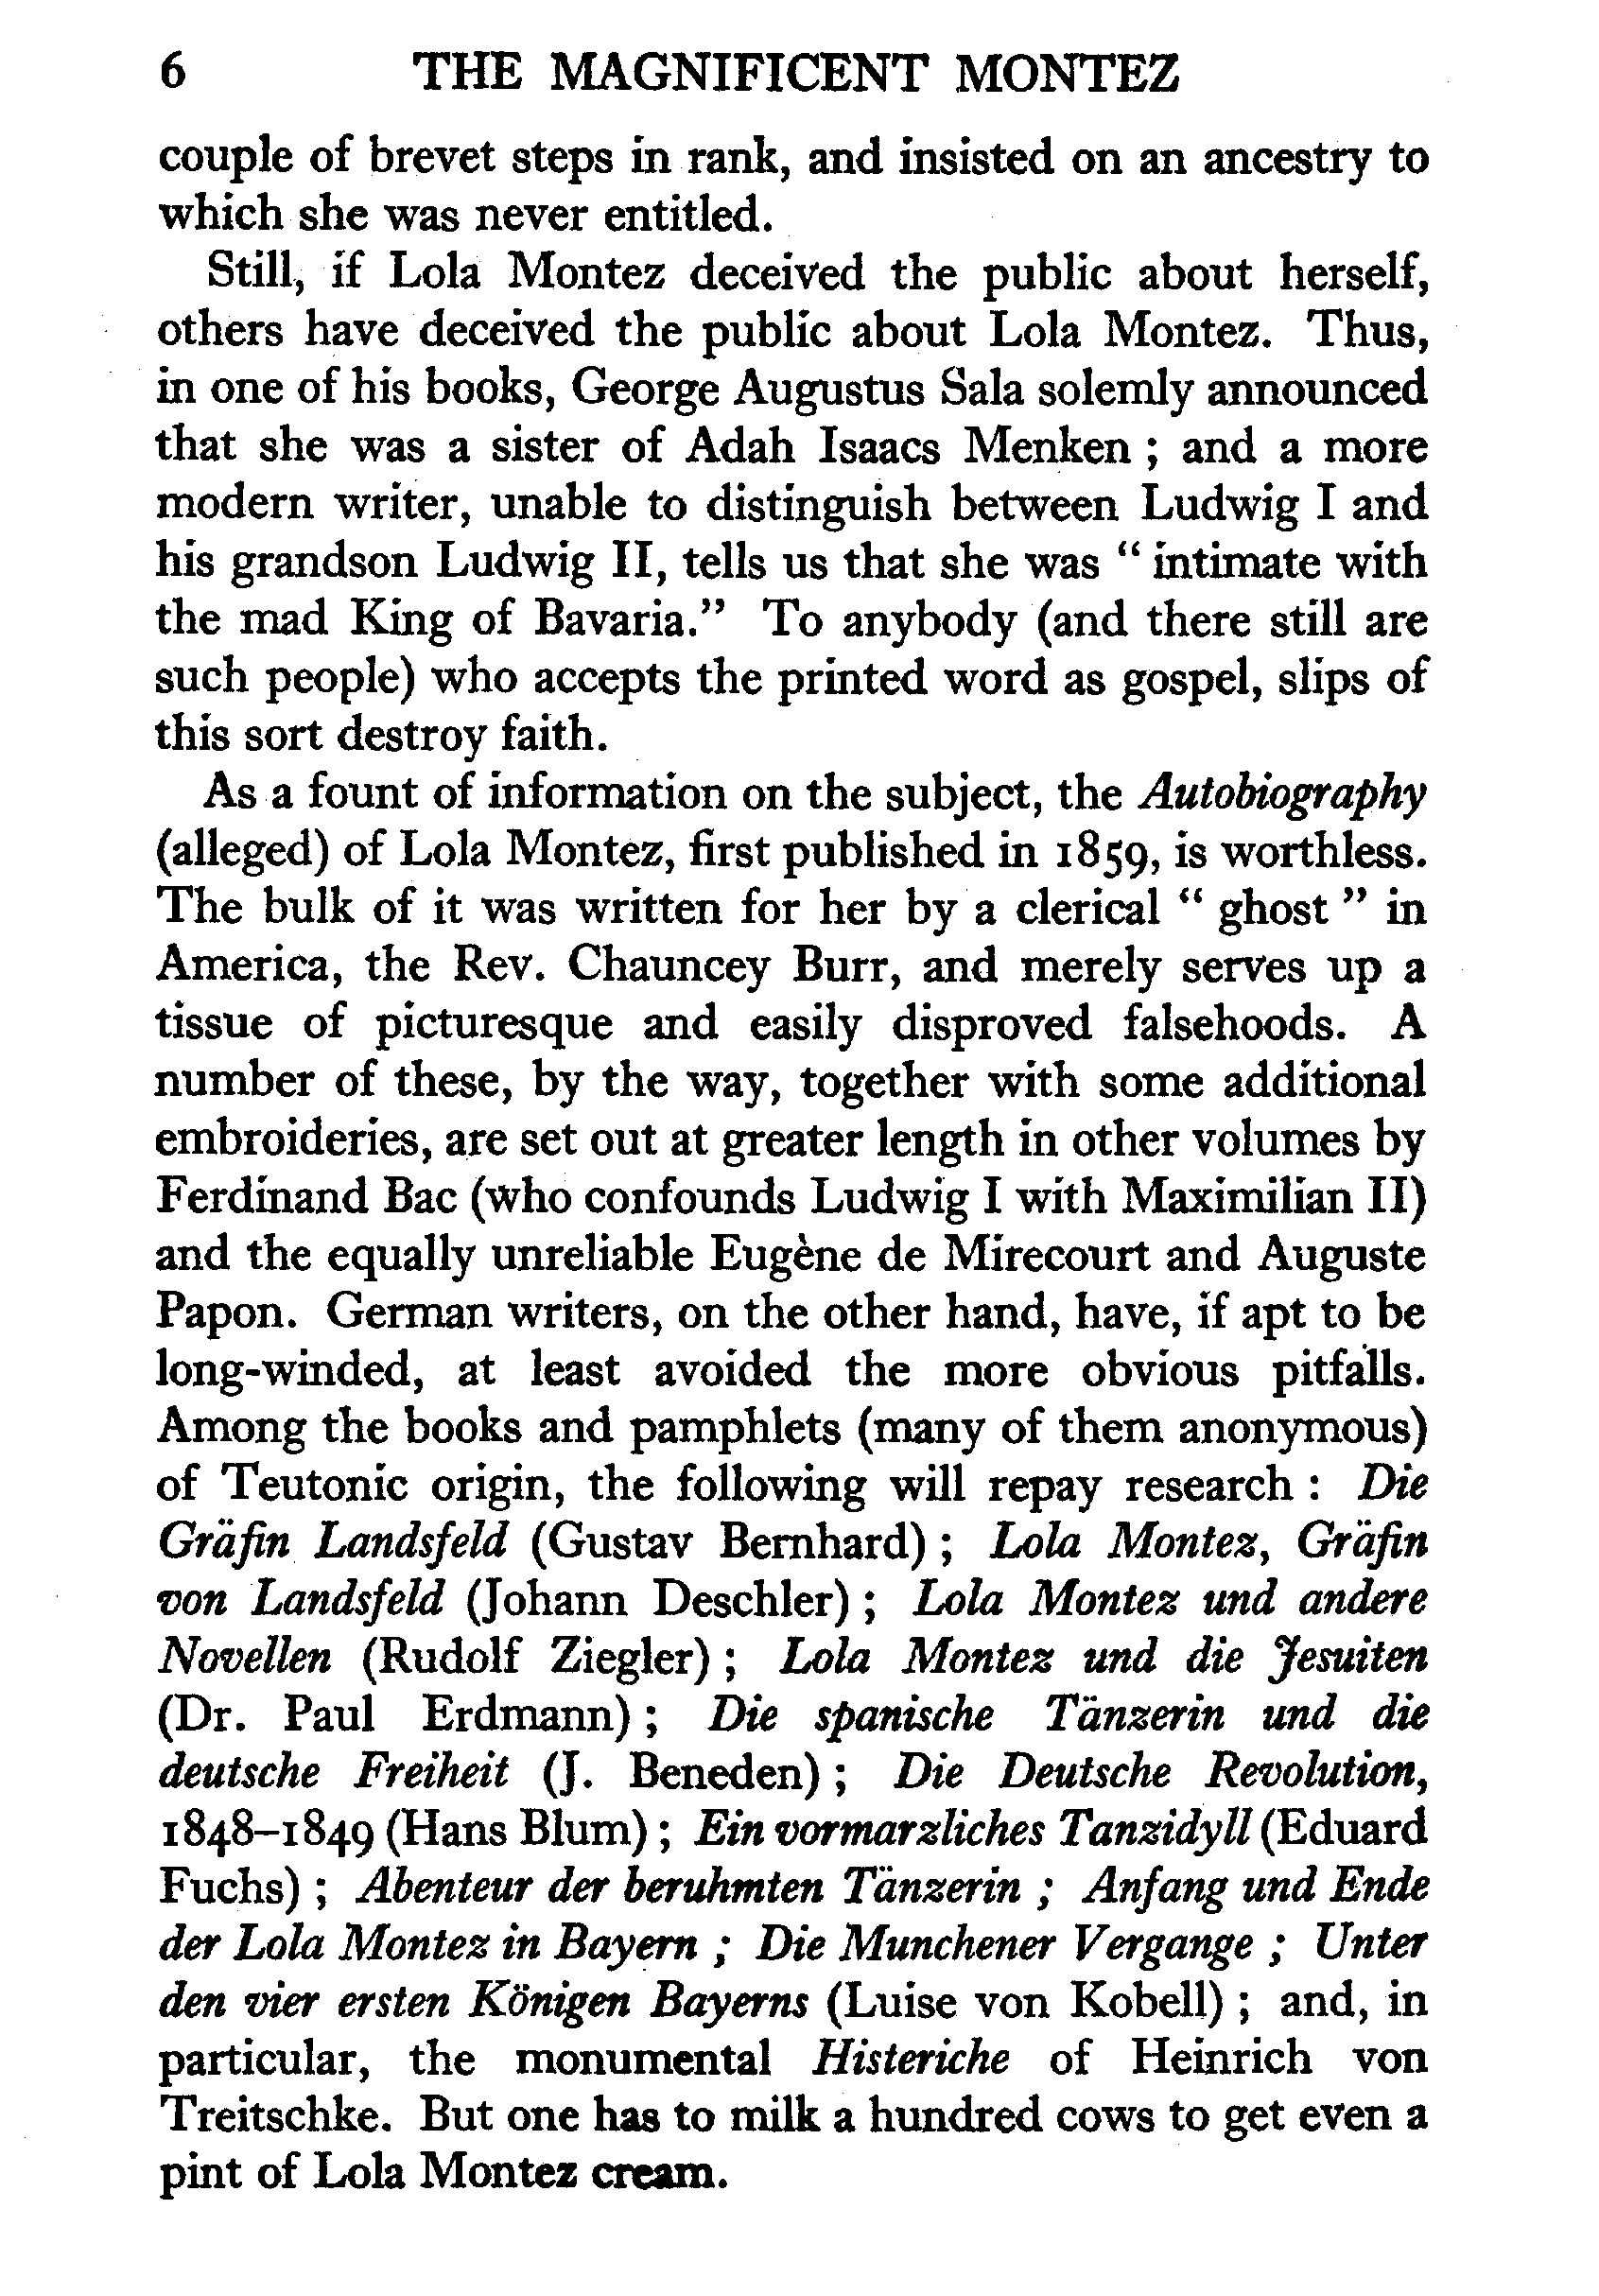 6 THE MAGNIFICENT MONTEZ
couple of brevet steps in rank, and insisted on an ancestry to
which she was never entitled.
Still, if Lola Montez deceived the public about herself,
others have deceived the public about Lola Montez. Thus,
in one of his books, George Augustus Sala solemly announced
that she was a sister of Adah Isaacs Menken ; and a more
modern writer, unable to distinguish between Ludwig I and
his grandson Ludwig II, tells us that she was “ intimate with
the mad King of Bavaria.” To anybody (and there still are
such people) who accepts the printed word as gospel, slips of
this sort destroy faith.
As a fount of information on the subject, the Autobiography
(alleged) of Lola Montez, first published in 1859, is worthless.
The bulk of it was written for her by a clerical “ ghost ” in
America, the Rev. Chauncey Burr, and merely serves up a
tissue of picturesque and easily disproved falsehoods. A
number of these, by the way, together with some additional
embroideries, are set out at greater length in other volumes by
Ferdinand Bac (who confounds Ludwig I with Maximilian II)
and the equally unreliable Eugène de Mirecourt and Auguste
Papon. German writers, on the other hand, have, if apt to be
long-winded, at least avoided the more obvious pitfalls.
Among the books and pamphlets (many of them anonymous)
of Teutonic origin, the following will repay research : Die
Gräfin Landsfeld (Gustav Bernhard) ; Lola Montez, Gräfin
von Landsfeld (Johann Deschler) ; Lola Montez und andere
Novellen (Rudolf Ziegler) ; Lola Montez und die Jesuiten
(Dr. Paul Erdmann) ; Die spanische Tänzerin und die
deutsche Freiheit (J. Beneden) ; Die Deutsche Revolution,
1848–1849 (Hans Blum) ; Ein vormarzliches Tanzidyll (Eduard
Fuchs) ; Abenteur der beruhmten Tänzerin ; Anfang und Ende
der Lola Montez in Bayern ; Die Munchener Vergange ; Unter
den vier ersten Königen Bayerns (Luise von Kobell) ; and, in
particular, the monumental Histeriche of Heinrich von
Treitschke. But one has to milk a hundred cows to get even a
pint of Lola Montez cream.